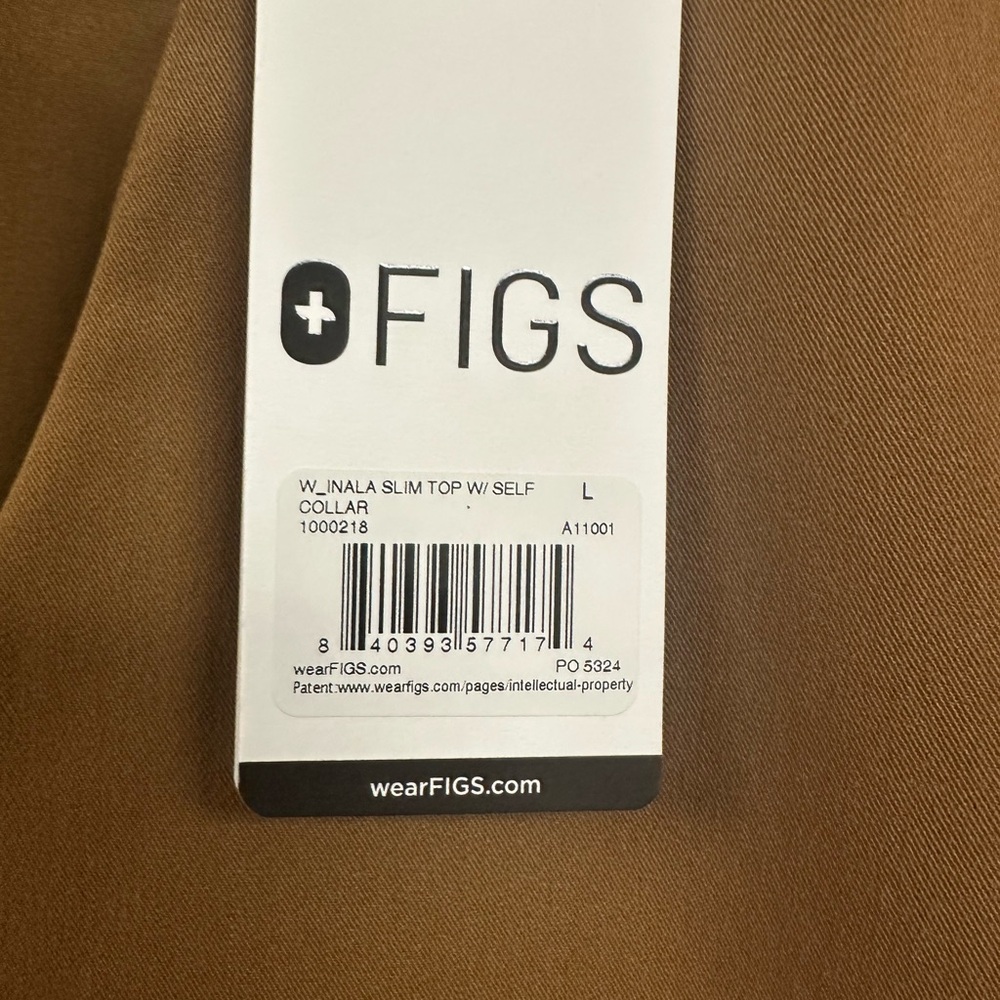 FIGS
W_INALA SLIM TOP W/ SELF L
COLLAR
1000218 A11001
8 40393 57717 4
wearFIGS.com PO 5324
Patent:www.wearfigs.com/pages/intellectual-property
wearFIGS.com